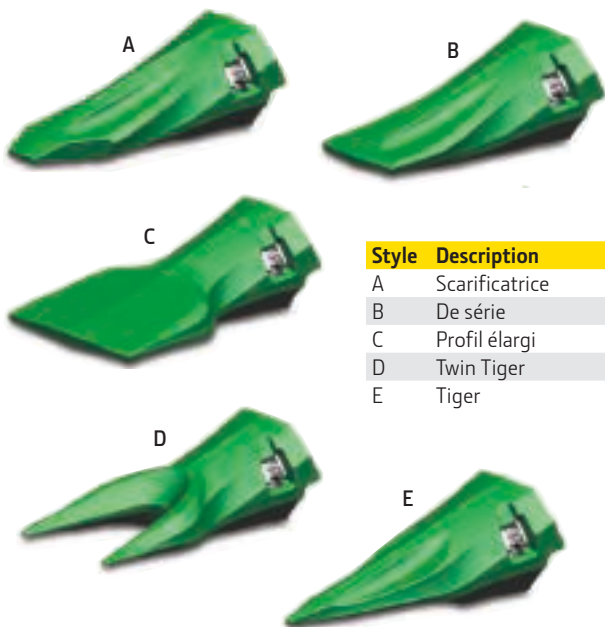 A
B
C
Style Description
A Scarificatrice
B De série
C Profil élargi
D Twin Tiger
E Tiger
D
E